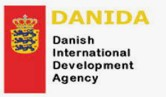 DANIDA
Danish
International
Development
Agency